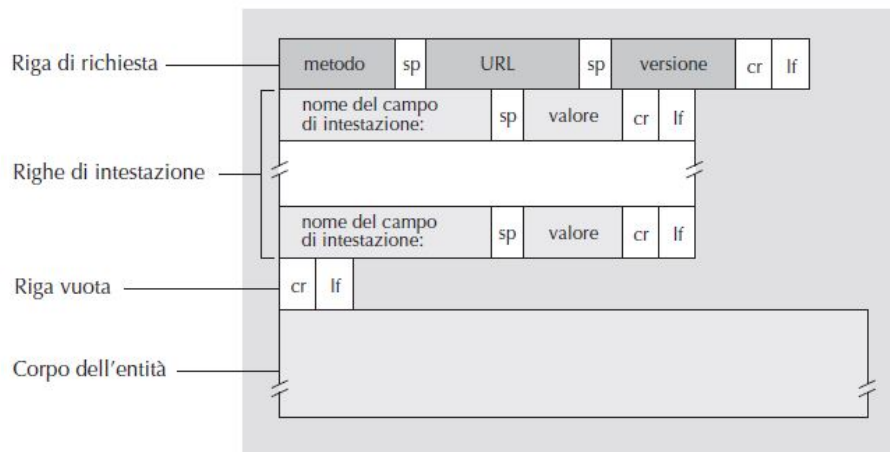 Riga di richiesta
metodo sp URL sp versione cr lf
nome del campo
di intestazione: sp valore cr lf
Righe di intestazione
nome del campo
di intestazione: sp valore cr lf
Riga vuota
cr lf
Corpo dell'entità